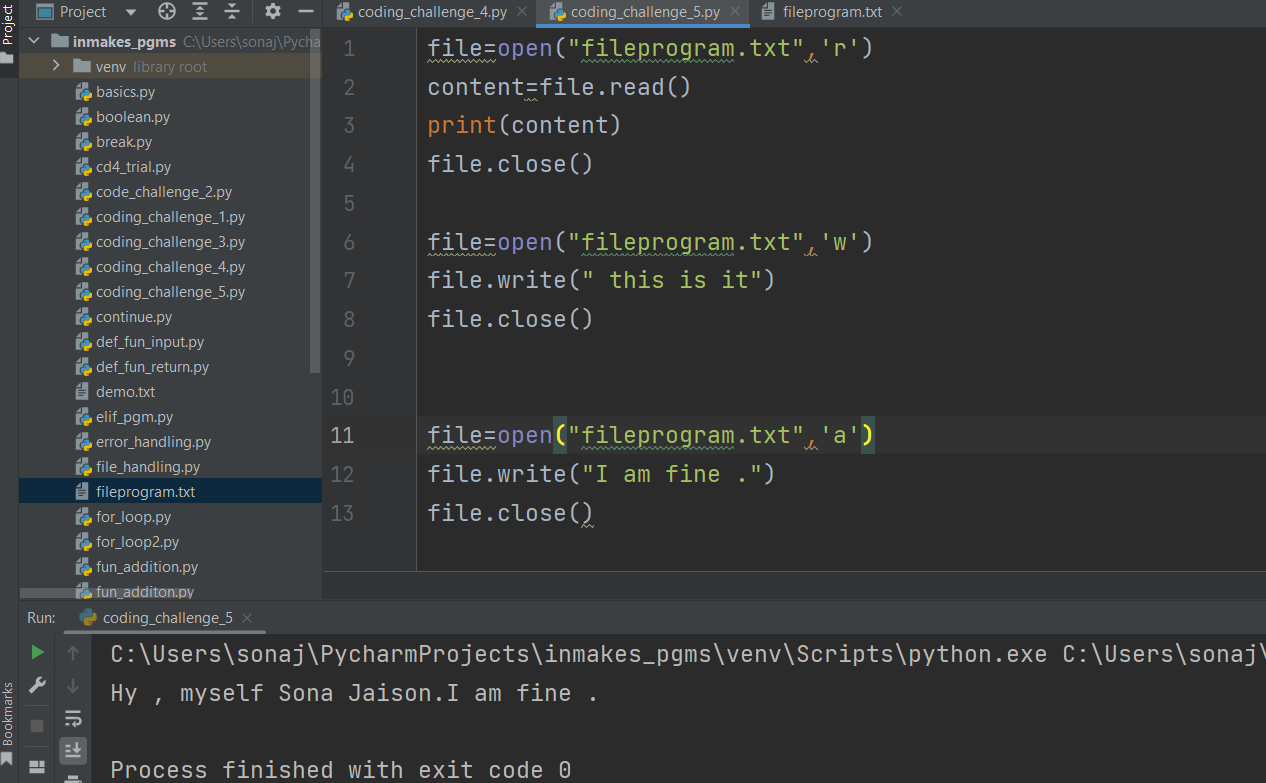 Project
Project
coding_challenge_4.py
coding_challenge_5.py
fileprogram.txt
inmakes_pgms C:\Users\sonaj\Pycha
venv library root
basics.py
boolean.py
break.py
cd4_trial.py
code_challenge_2.py
coding_challenge_1.py
coding_challenge_3.py
coding_challenge_4.py
coding_challenge_5.py
continue.py
def_fun_input.py
def_fun_return.py
demo.txt
elif_pgm.py
error_handling.py
file_handling.py
fileprogram.txt
for_loop.py
for_loop2.py
fun_addition.py
fun_additon.py
1 file=open("fileprogram.txt",'r')
2 content=file.read()
3 print(content)
4 file.close()
5
6 file=open("fileprogram.txt",'w')
7 file.write(" this is it")
8 file.close()
9
10
11 file=open("fileprogram.txt",'a')
12 file.write("I am fine .")
13 file.close()
Run: coding_challenge_5
C:\Users\sonaj\PycharmProjects\inmakes_pgms\venv\Scripts\python.exe C:\Users\sonaj\
Hy , myself Sona Jaison.I am fine .
Process finished with exit code 0
Bookmarks